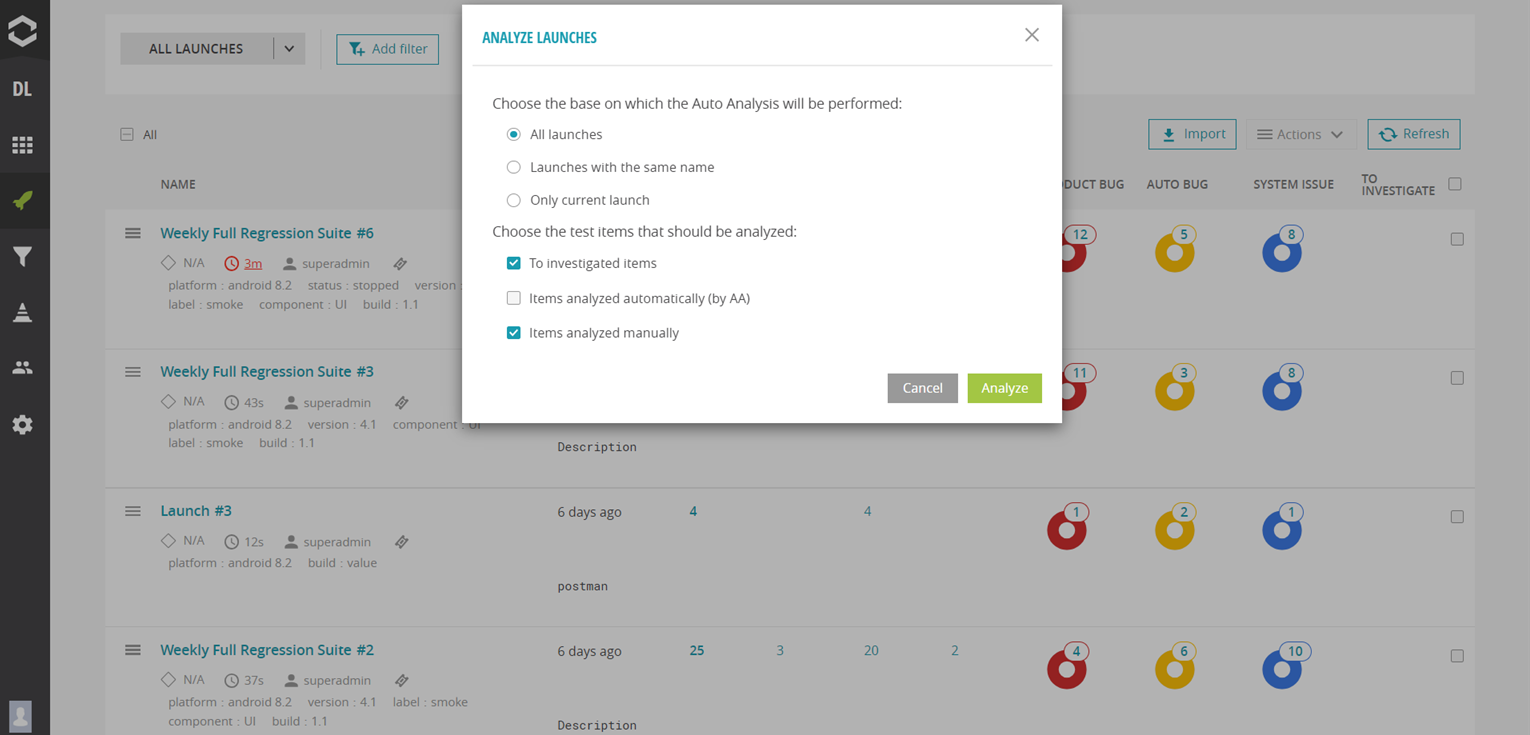 ALL LAUNCHES
Add filter
DL
All
Import
Actions
Refresh
NAME
DUCT BUG
AUTO BUG
SYSTEM ISSUE
TO
INVESTIGATE
ANALYZE LAUNCHES
Choose the base on which the Auto Analysis will be performed:
All launches
Launches with the same name
Only current launch
Choose the test items that should be analyzed:
To investigated items
Items analyzed automatically (by AA)
Items analyzed manually
Cancel
Analyze
Weekly Full Regression Suite #6
12
5
8
N/A 3m superadmin
platform : android 8.2 status : stopped version :
label : smoke component : UI build : 1.1
Weekly Full Regression Suite #3
11
3
8
N/A 43s superadmin
platform : android 8.2 version : 4.1 component : UI
label : smoke build : 1.1
Description
Launch #3
6 days ago
4
4
1
2
1
N/A 12s superadmin
platform : android 8.2 build : value
postman
Weekly Full Regression Suite #2
6 days ago
25
3
20
2
4
6
10
N/A 37s superadmin
platform : android 8.2 version : 4.1 label : smoke
component : UI build : 1.1
Description